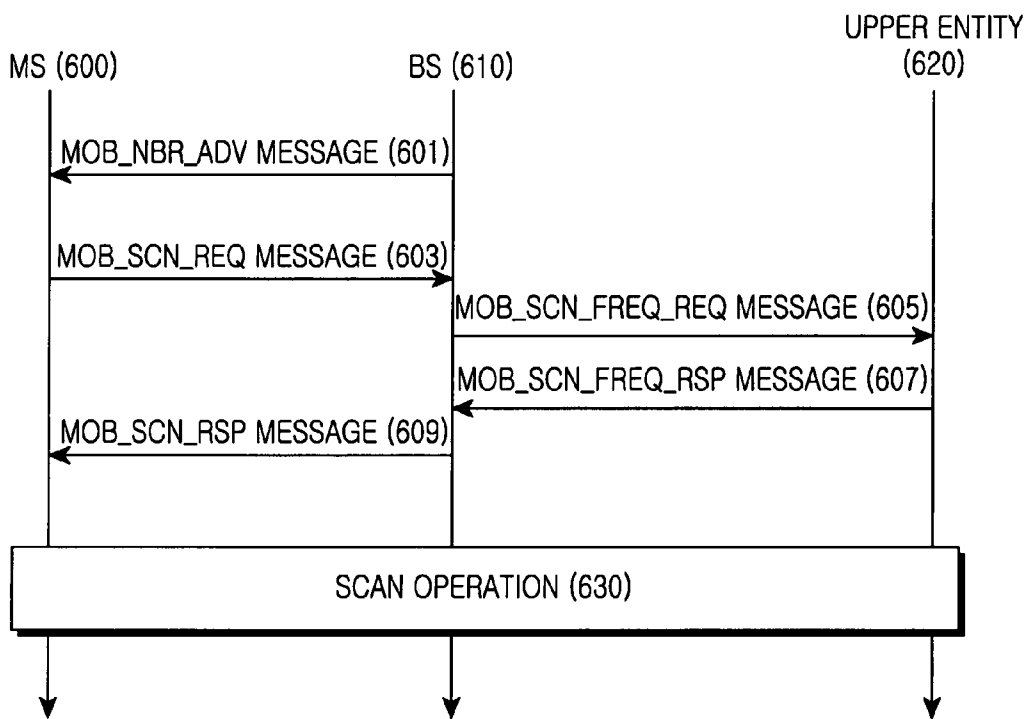 UPPER ENTITY
MS (600)
BS (610)
(620)
MOB_NBR_ADV MESSAGE (601)
MOB_SCN_REQ MESSAGE (603)
MOB_SCN_FREQ_REQ MESSAGE (605)
MOB_SCN_FREQ_RSP MESSAGE (607)
MOB_SCN_RSP MESSAGE (609)
SCAN OPERATION (630)